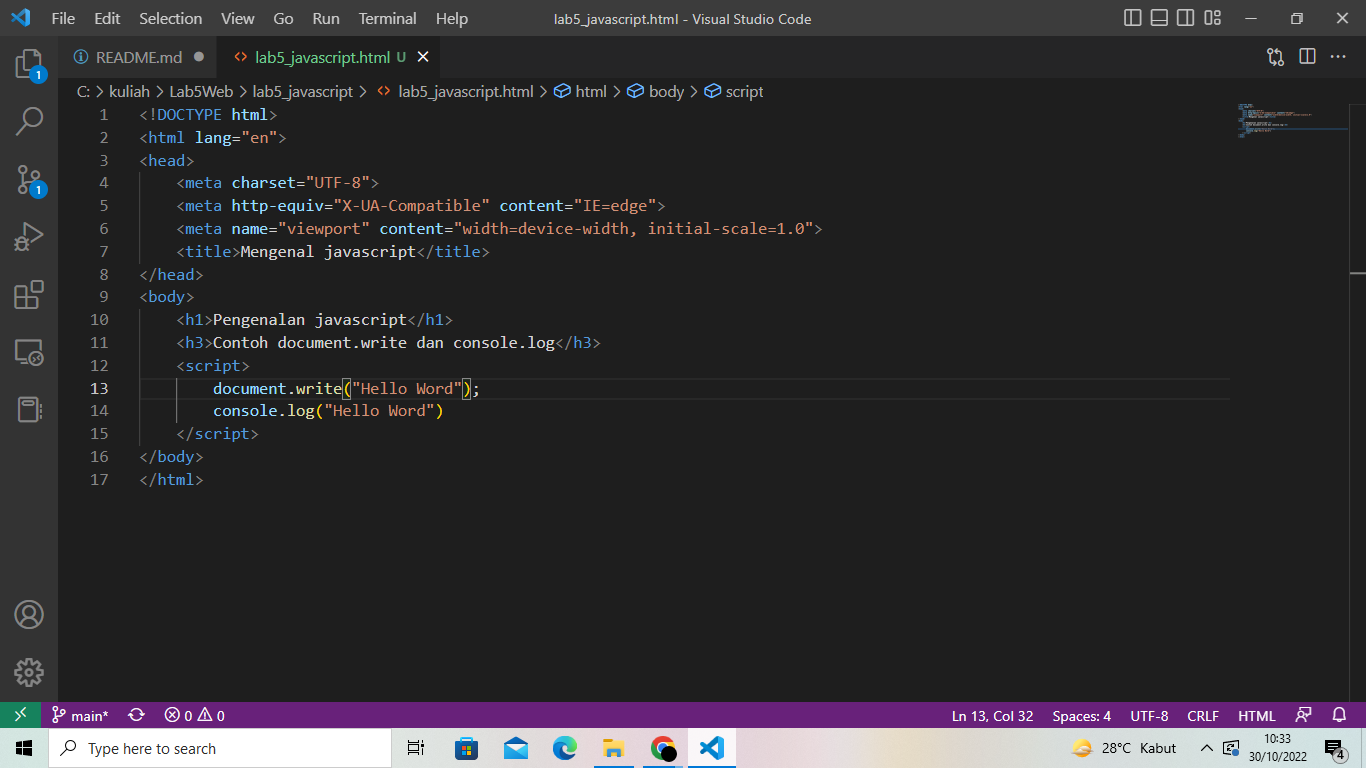 File Edit Selection View Go Run Terminal Help lab5_javascript.html - Visual Studio Code
README.md lab5_javascript.html U
C: > kuliah > Lab5Web > lab5_javascript > lab5_javascript.html > html > body > script
1 <!DOCTYPE html>
2 <html lang="en">
3 <head>
4 <meta charset="UTF-8">
5 <meta http-equiv="X-UA-Compatible" content="IE=edge">
6 <meta name="viewport" content="width=device-width, initial-scale=1.0">
7 <title>Mengenal javascript</title>
8 </head>
9 <body>
10 <h1>Pengenalan javascript</h1>
11 <h3>Contoh document.write dan console.log</h3>
12 <script>
13 document.write("Hello Word");
14 console.log("Hello Word")
15 </script>
16 </body>
17 </html>
1
1
main* 0 0 Ln 13, Col 32 Spaces: 4 UTF-8 CRLF HTML
Type here to search 28°C Kabut 10:33
30/10/2022 4